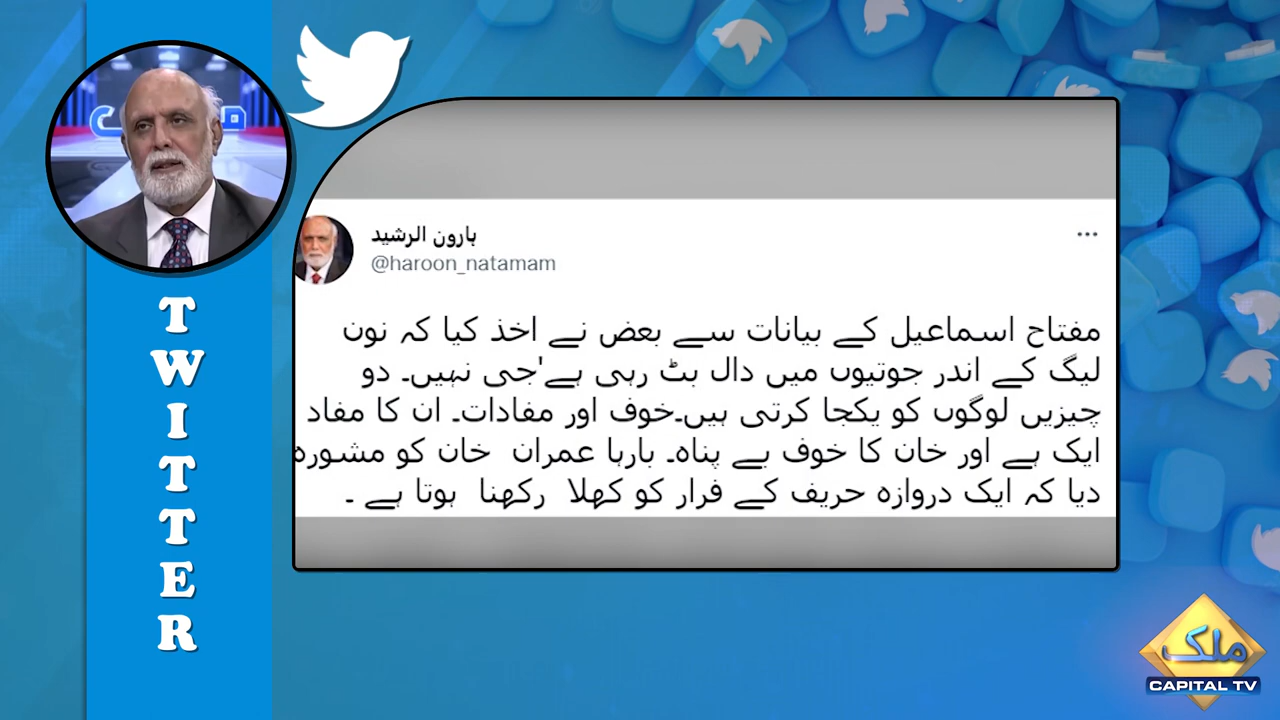 TWITTER
ہارون الرشید
@haroon_natamam
مفتاح اسماعیل کے بیانات سے بعض نے اخذ کیا کہ نون
لیگ کے اندر جوتیوں میں دال بٹ رہی ہے'جی نہیں۔ دو
چیزیں لوگوں کو یکجا کرتی ہیں۔خوف اور مفادات۔ ان کا مفاد
ایک ہے اور خان کا خوف بے پناہ۔ بارہا عمران خان کو مشورہ
دیا کہ ایک دروازہ حریف کے فرار کو کھلا رکھنا ہوتا ہے ۔
ملک
CAPITAL TV